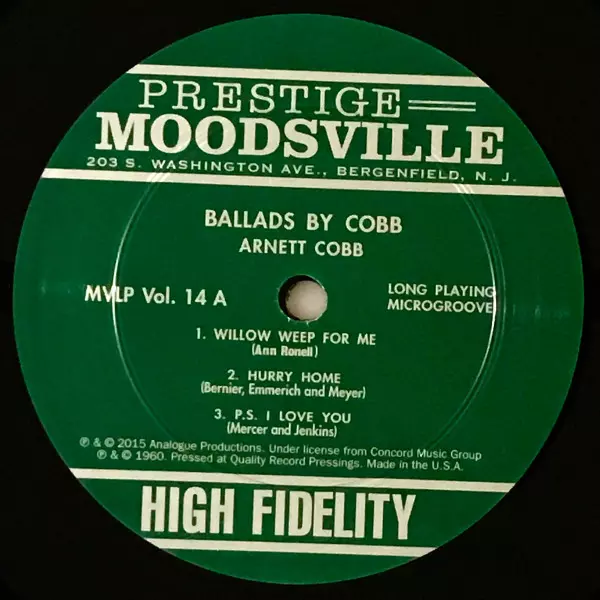 PRESTIGE
MOODSVILLE
203 S. WASHINGTON AVE., BERGENFIELD, N. J.
BALLADS BY COBB
ARNETT COBB
MVLP Vol. 14 A
LONG PLAYING
MICROGROOVE
1. WILLOW WEEP FOR ME
(Ann Ronell)
2. HURRY HOME
(Bernier, Emmerich and Meyer)
3. P.S. I LOVE YOU
(Mercer and Jenkins)
℗ & © 2015 Analogue Productions. Under license from Concord Music Group
℗ & © 1960. Pressed at Quality Record Pressings. Made in the U.S.A.
HIGH FIDELITY